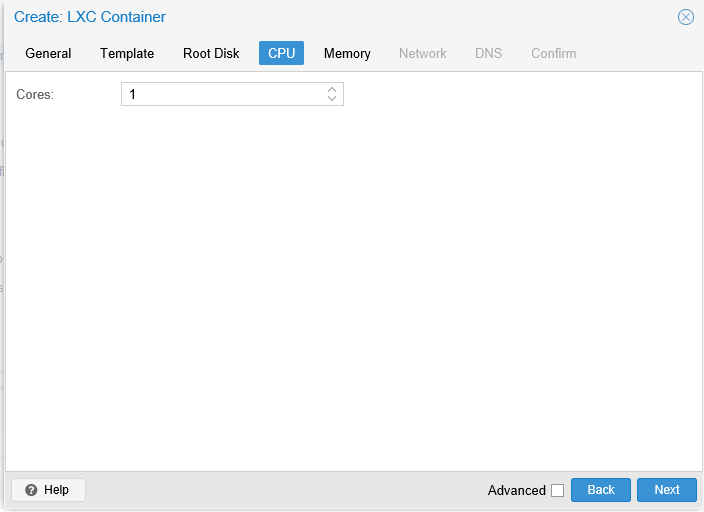 Create: LXC Container
General Template Root Disk CPU Memory Network DNS Confirm
Cores: 1
Help Advanced Back Next